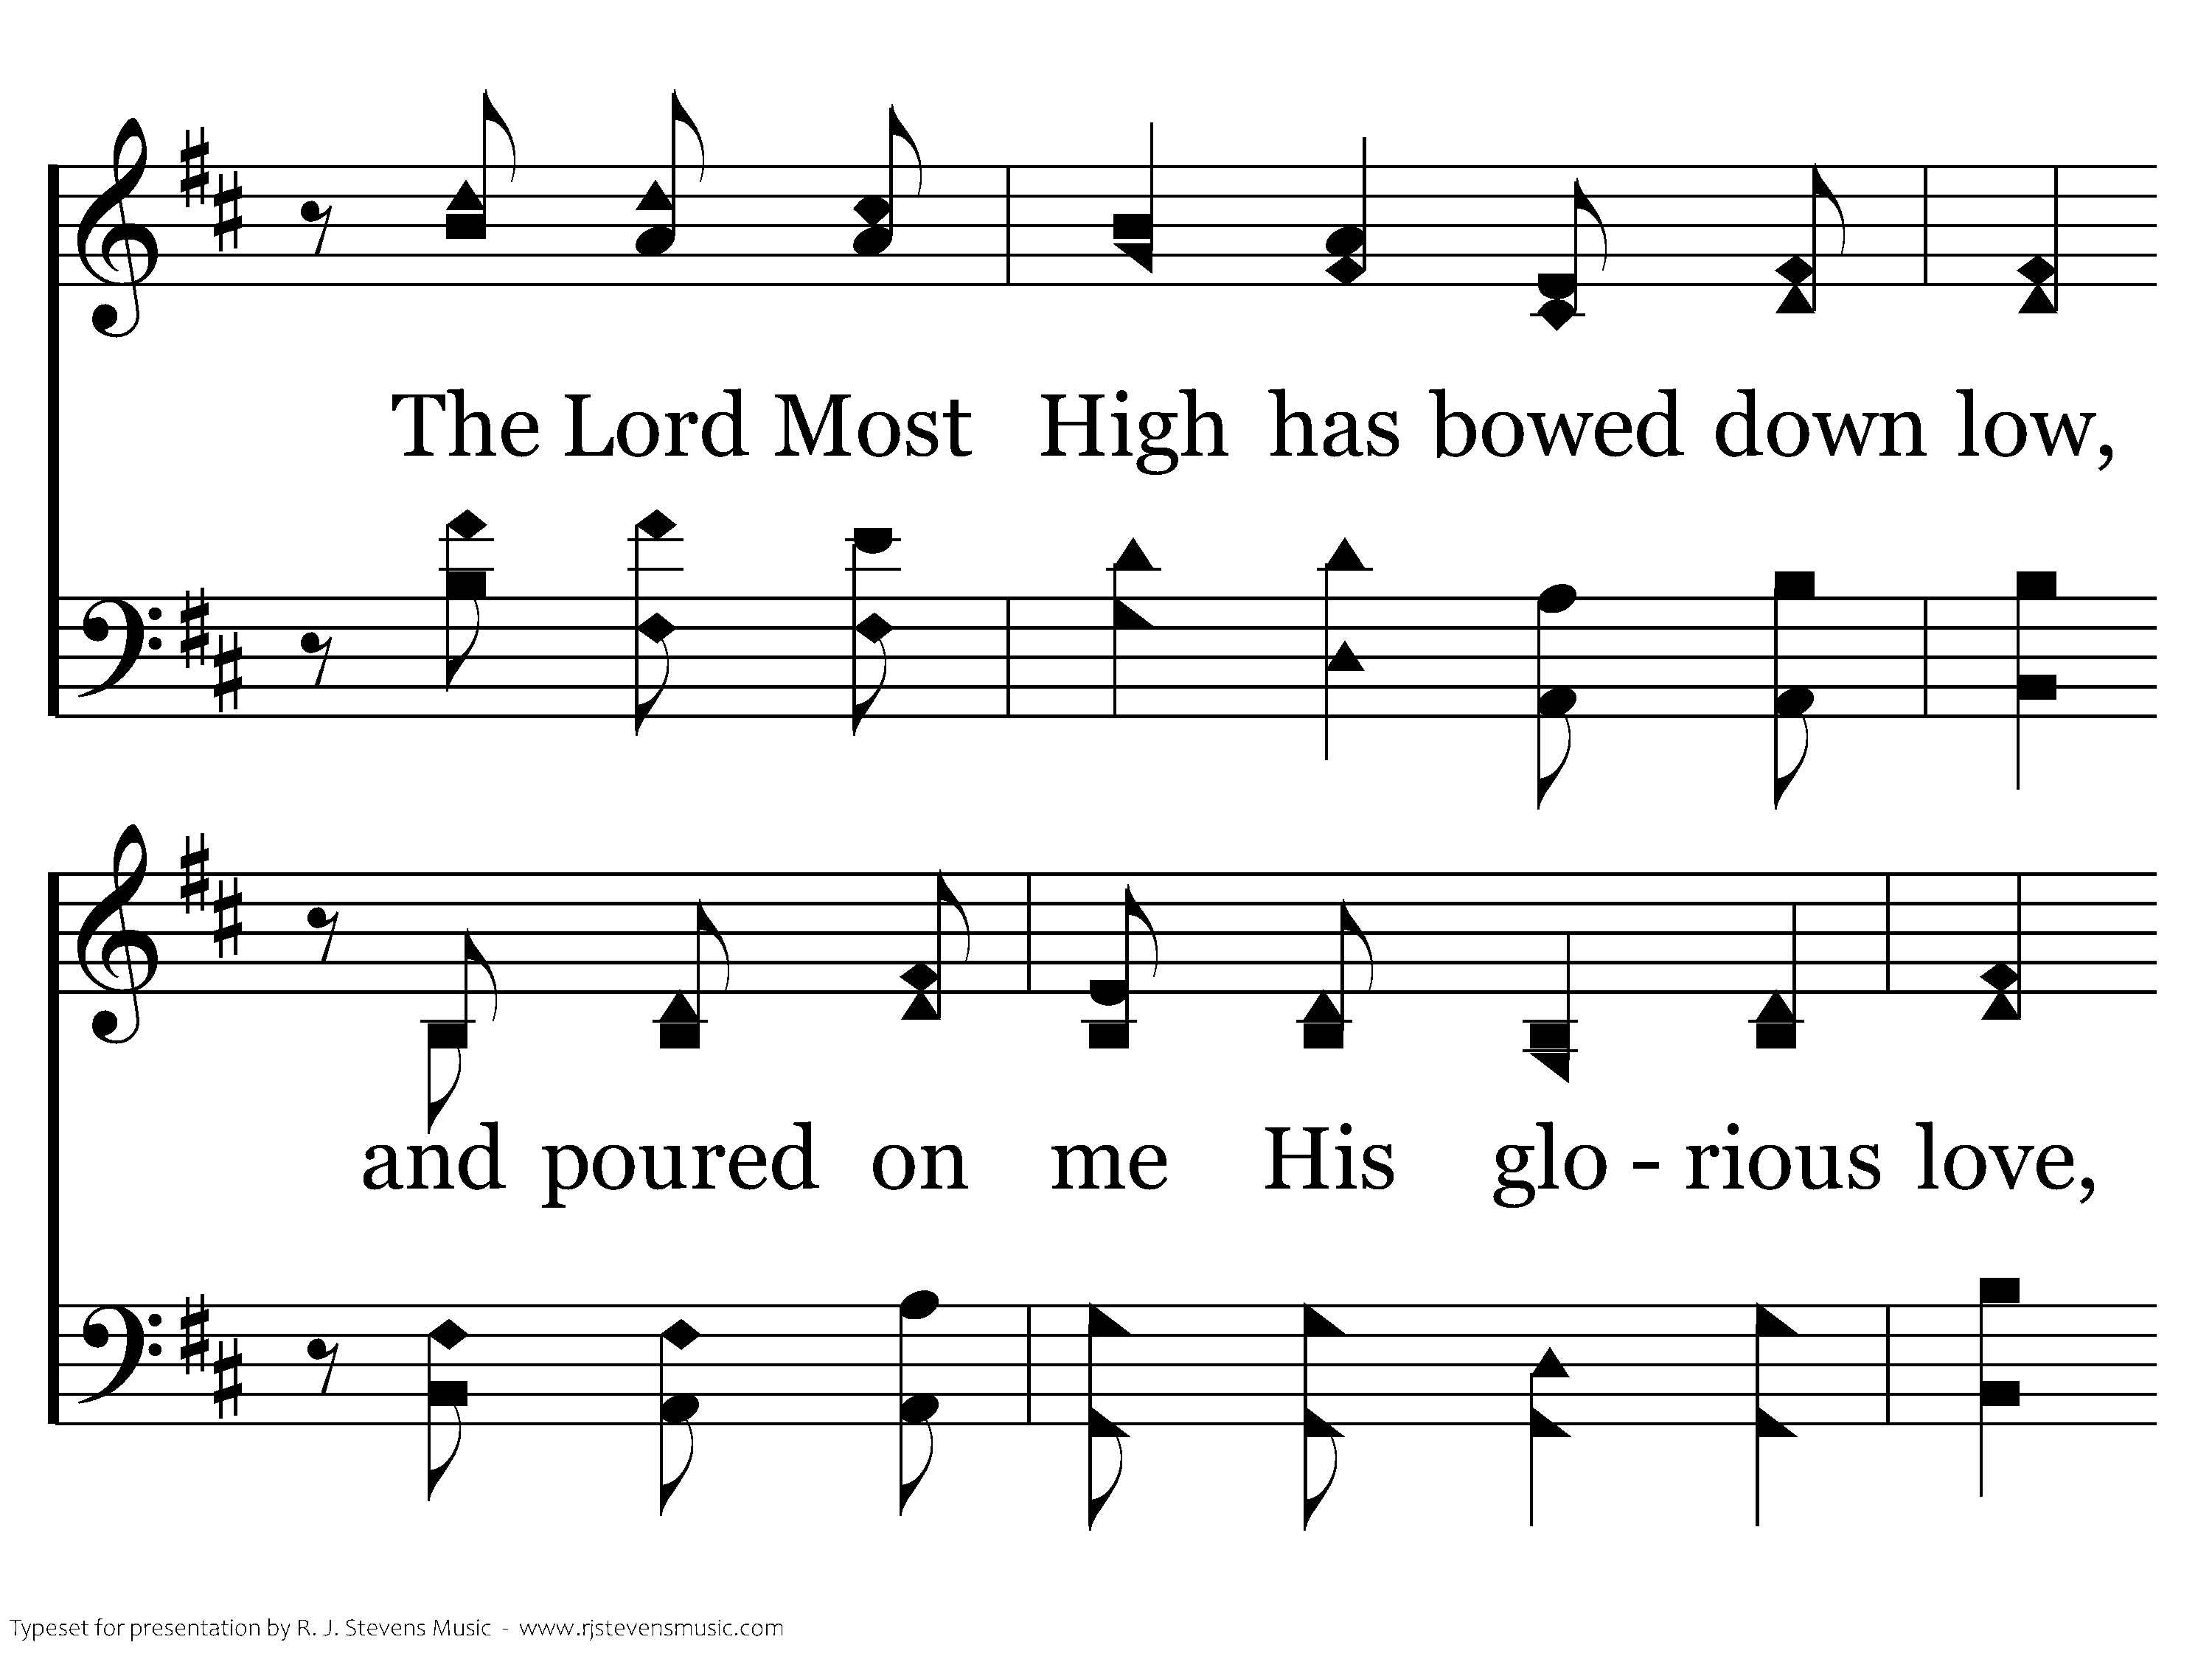 The Lord Most High has bowed down low,
and poured on me His glo - rious love,
Typeset for presentation by R. J. Stevens Music - www.rjstevensmusic.com